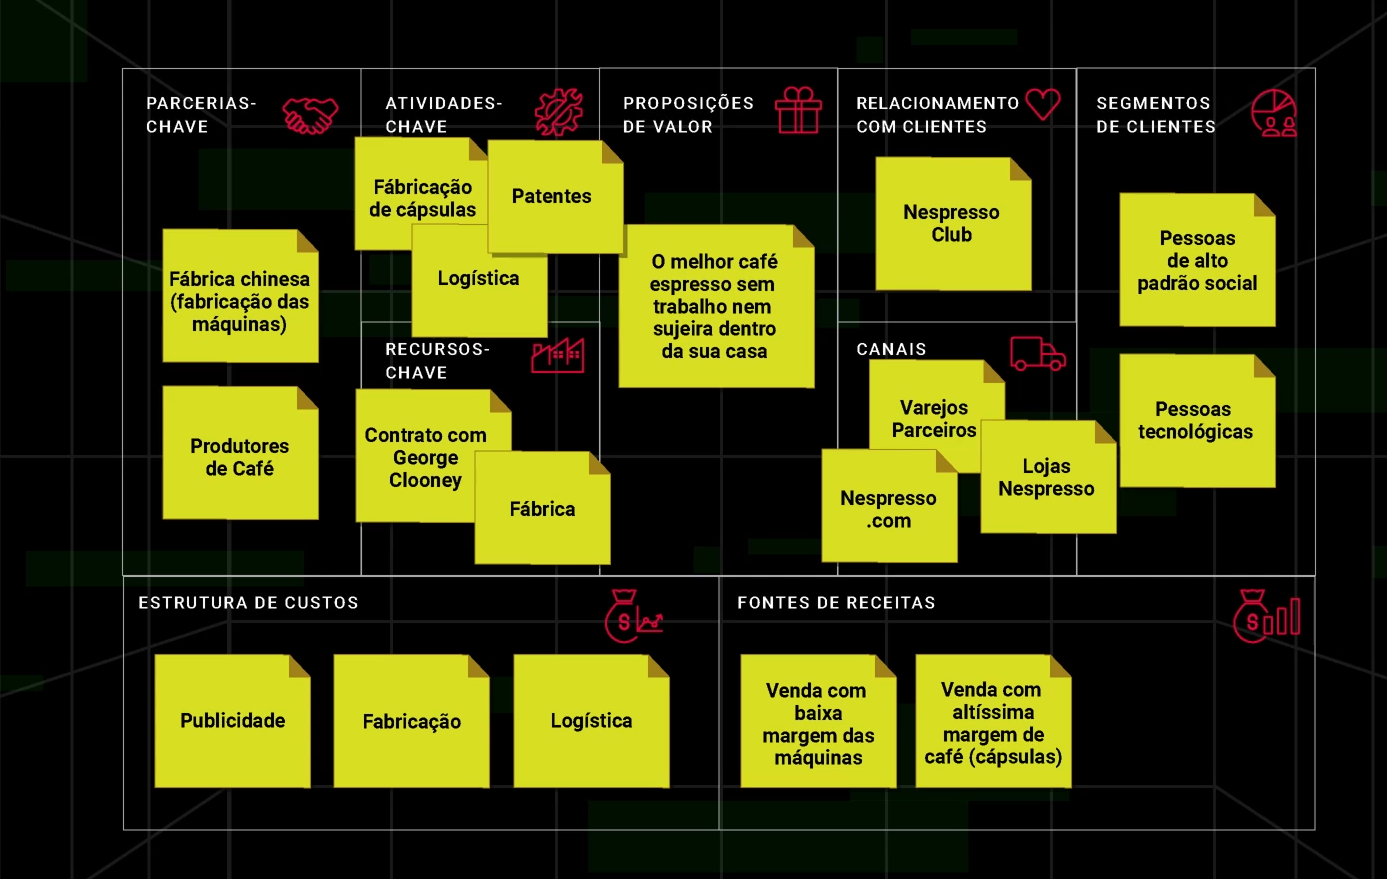 PARCERIAS-
CHAVE
Fábrica chinesa
(fabricação das
máquinas)
Produtores
de Café
ATIVIDADES-
CHAVE
Fábricação
de cápsulas
Patentes
Logística
RECURSOS-
CHAVE
Contrato com
George
Clooney
Fábrica
PROPOSIÇÕES
DE VALOR
O melhor café
espresso sem
trabalho nem
sujeira dentro
da sua casa
RELACIONAMENTO
COM CLIENTES
Nespresso
Club
CANAIS
Varejos
Parceiros
Lojas
Nespresso
Nespresso
.com
SEGMENTOS
DE CLIENTES
Pessoas
de alto
padrão social
Pessoas
tecnológicas
ESTRUTURA DE CUSTOS
$
Publicidade
Fabricação
Logística
FONTES DE RECEITAS
$
Venda com
baixa
margem das
máquinas
Venda com
altíssima
margem de
café (cápsulas)